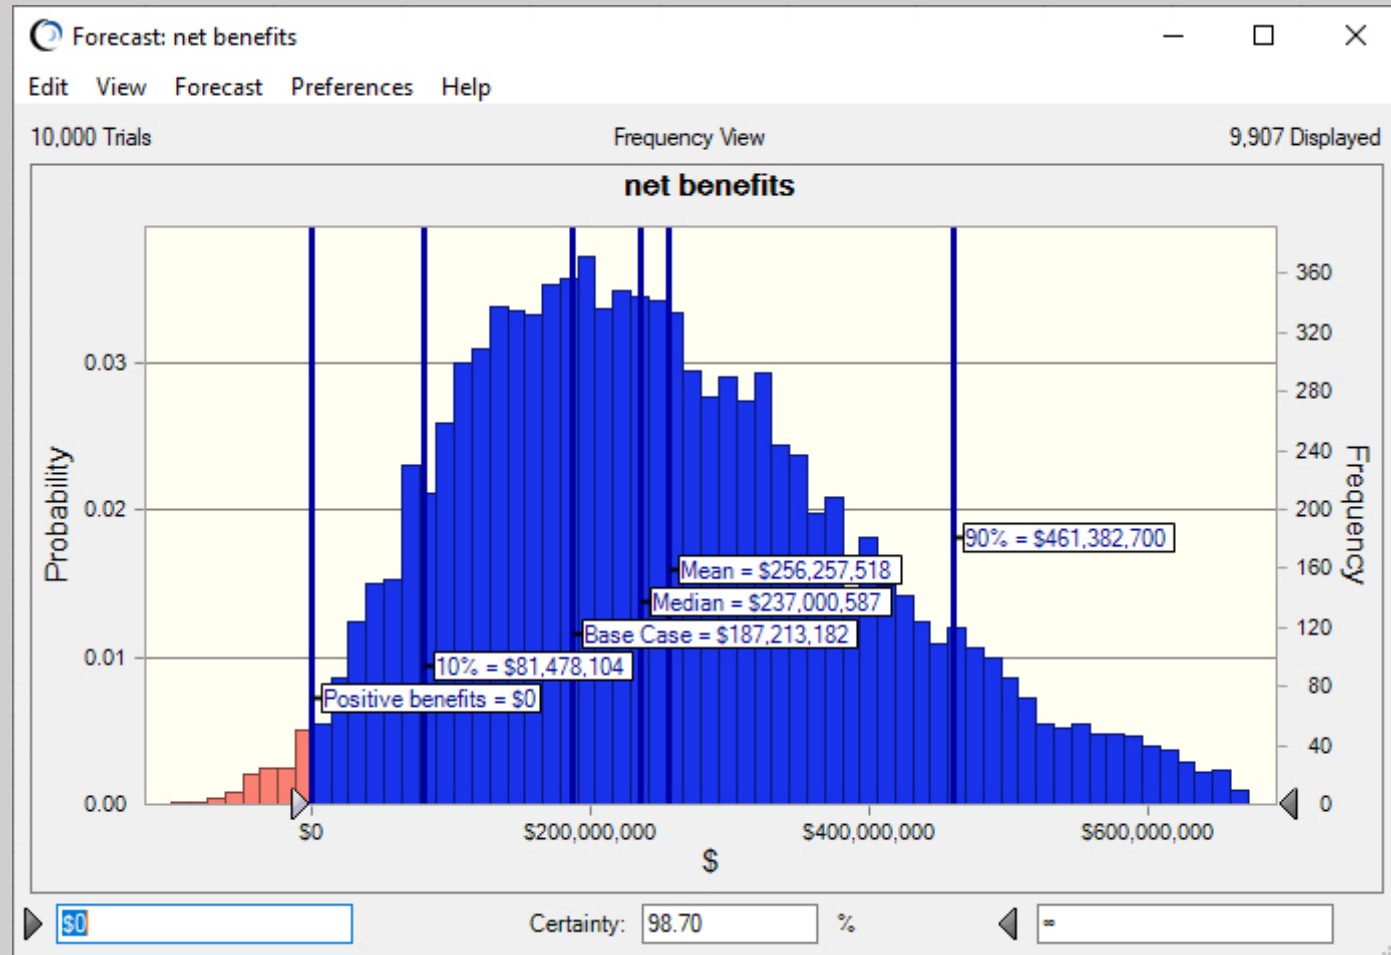 Forecast: net benefits
Edit View Forecast Preferences Help
10,000 Trials Frequency View 9,907 Displayed
net benefits
Probability
0.03
0.02
0.01
0.00
Frequency
360
320
280
240
200
160
120
80
40
0
90% = $461,382,700
Mean = $256,257,518
Median = $237,000,587
Base Case = $187,213,182
10% = $81,478,104
Positive benefits = $0
$0 $200,000,000 $400,000,000 $600,000,000
$
$0 Certainty: 98.70 % ∞